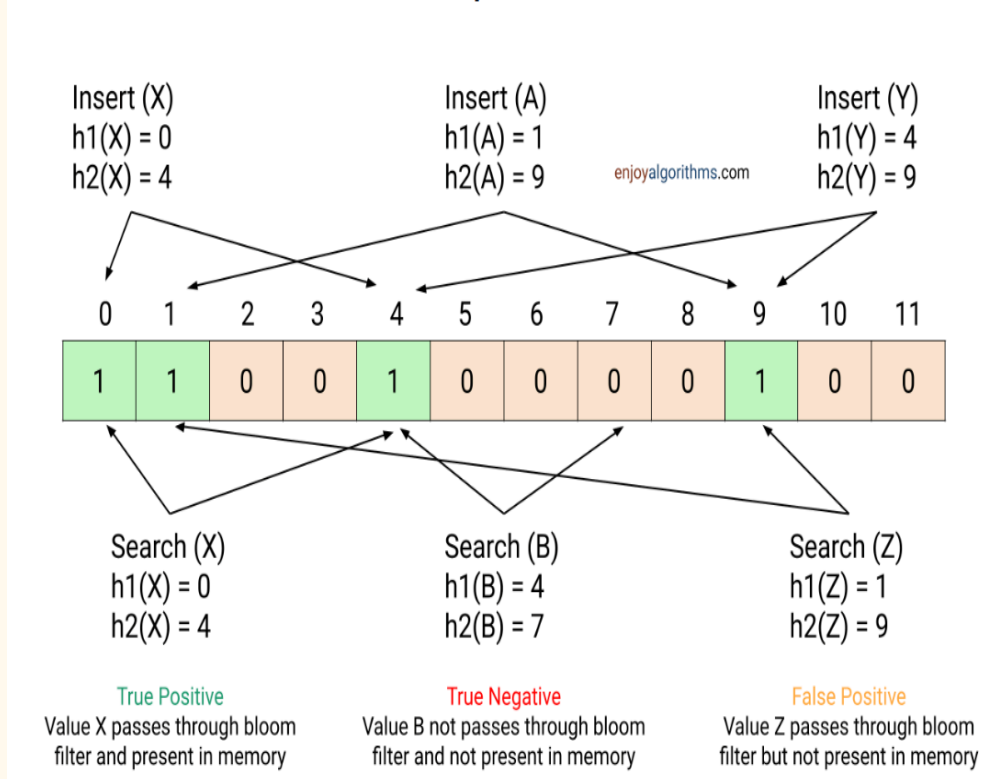 Insert (X)
h1(X) = 0
h2(X) = 4
Insert (A)
h1(A) = 1
h2(A) = 9
enjoyalgorithms.com
Insert (Y)
h1(Y) = 4
h2(Y) = 9
0 1 2 3 4 5 6 7 8 9 10 11
1 1 0 0 1 0 0 0 0 1 0 0
Search (X)
h1(X) = 0
h2(X) = 4
Search (B)
h1(B) = 4
h2(B) = 7
Search (Z)
h1(Z) = 1
h2(Z) = 9
True Positive
Value X passes through bloom
filter and present in memory
True Negative
Value B not passes through bloom
filter and not present in memory
False Positive
Value Z passes through bloom
filter but not present in memory